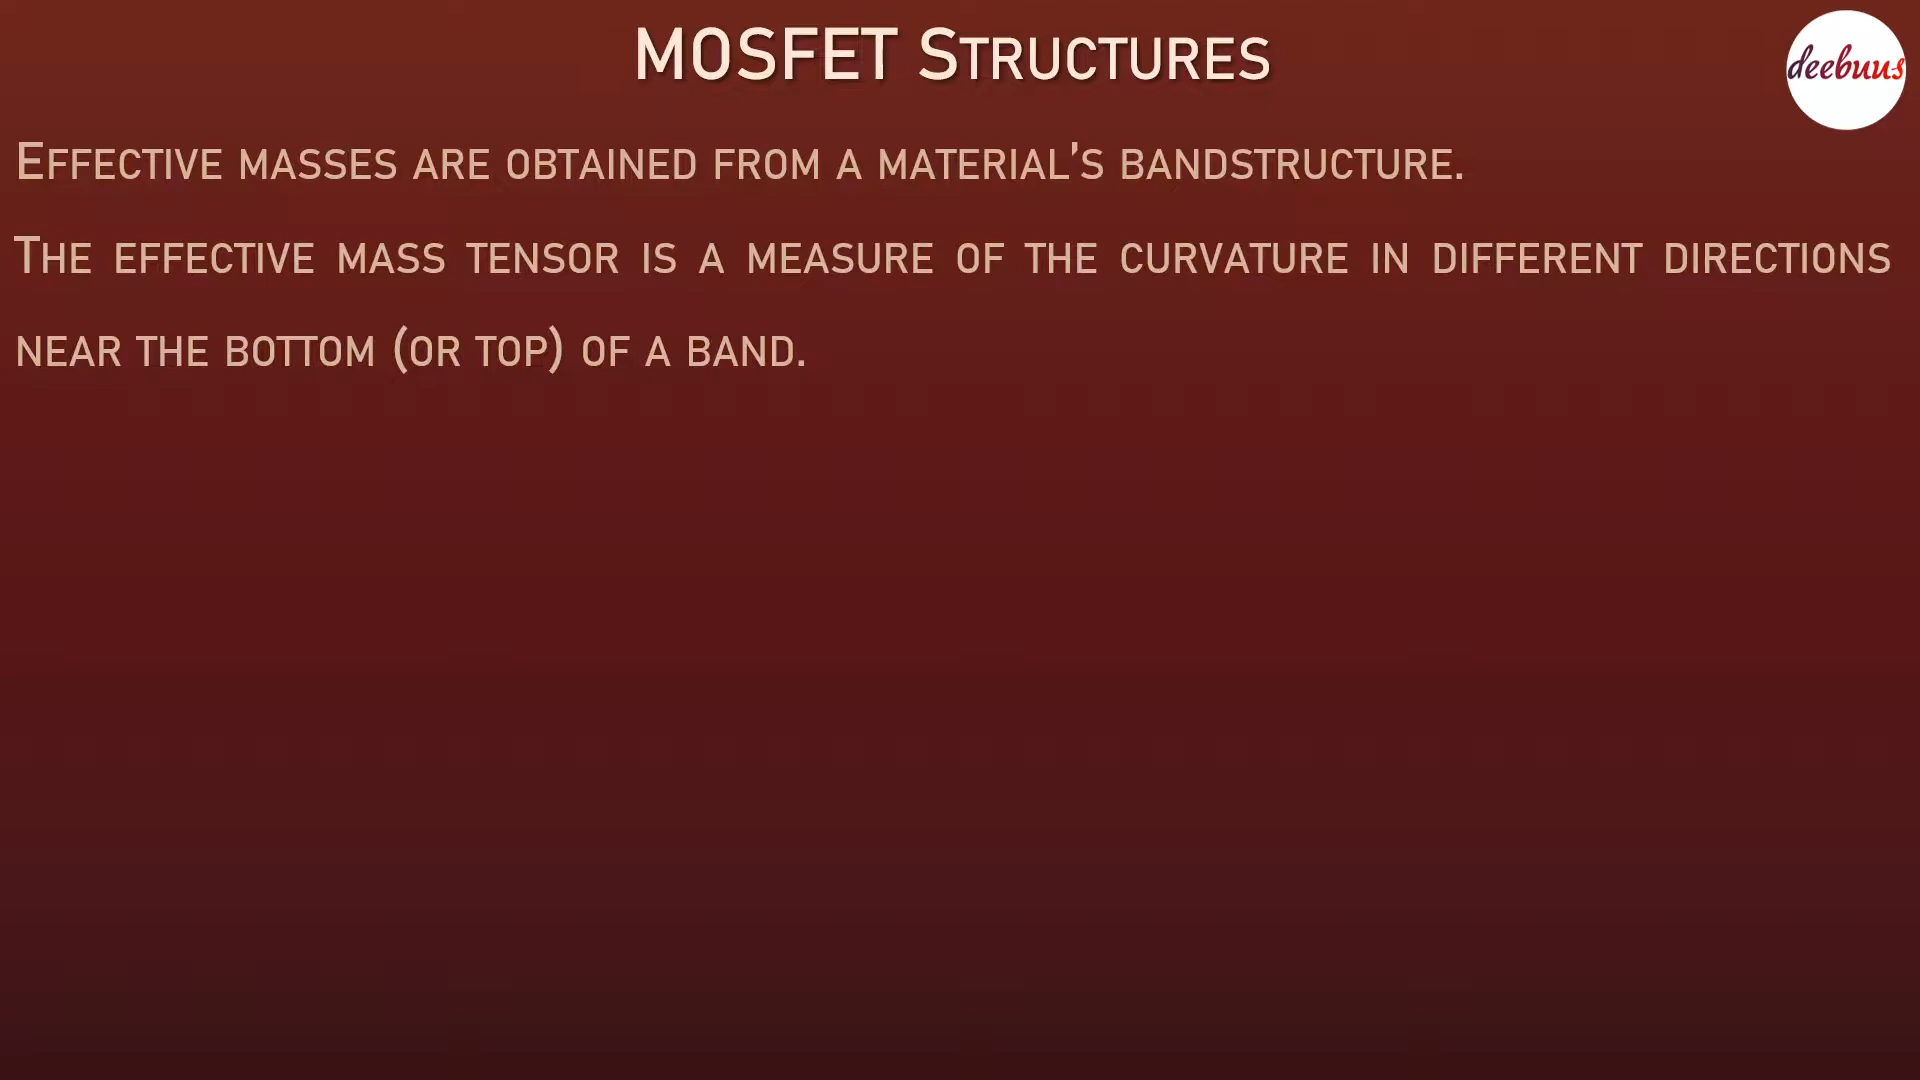 MOSFET Structures
deebuus
Effective masses are obtained from a material's bandstructure.
The effective mass tensor is a measure of the curvature in different directions
near the bottom (or top) of a band.